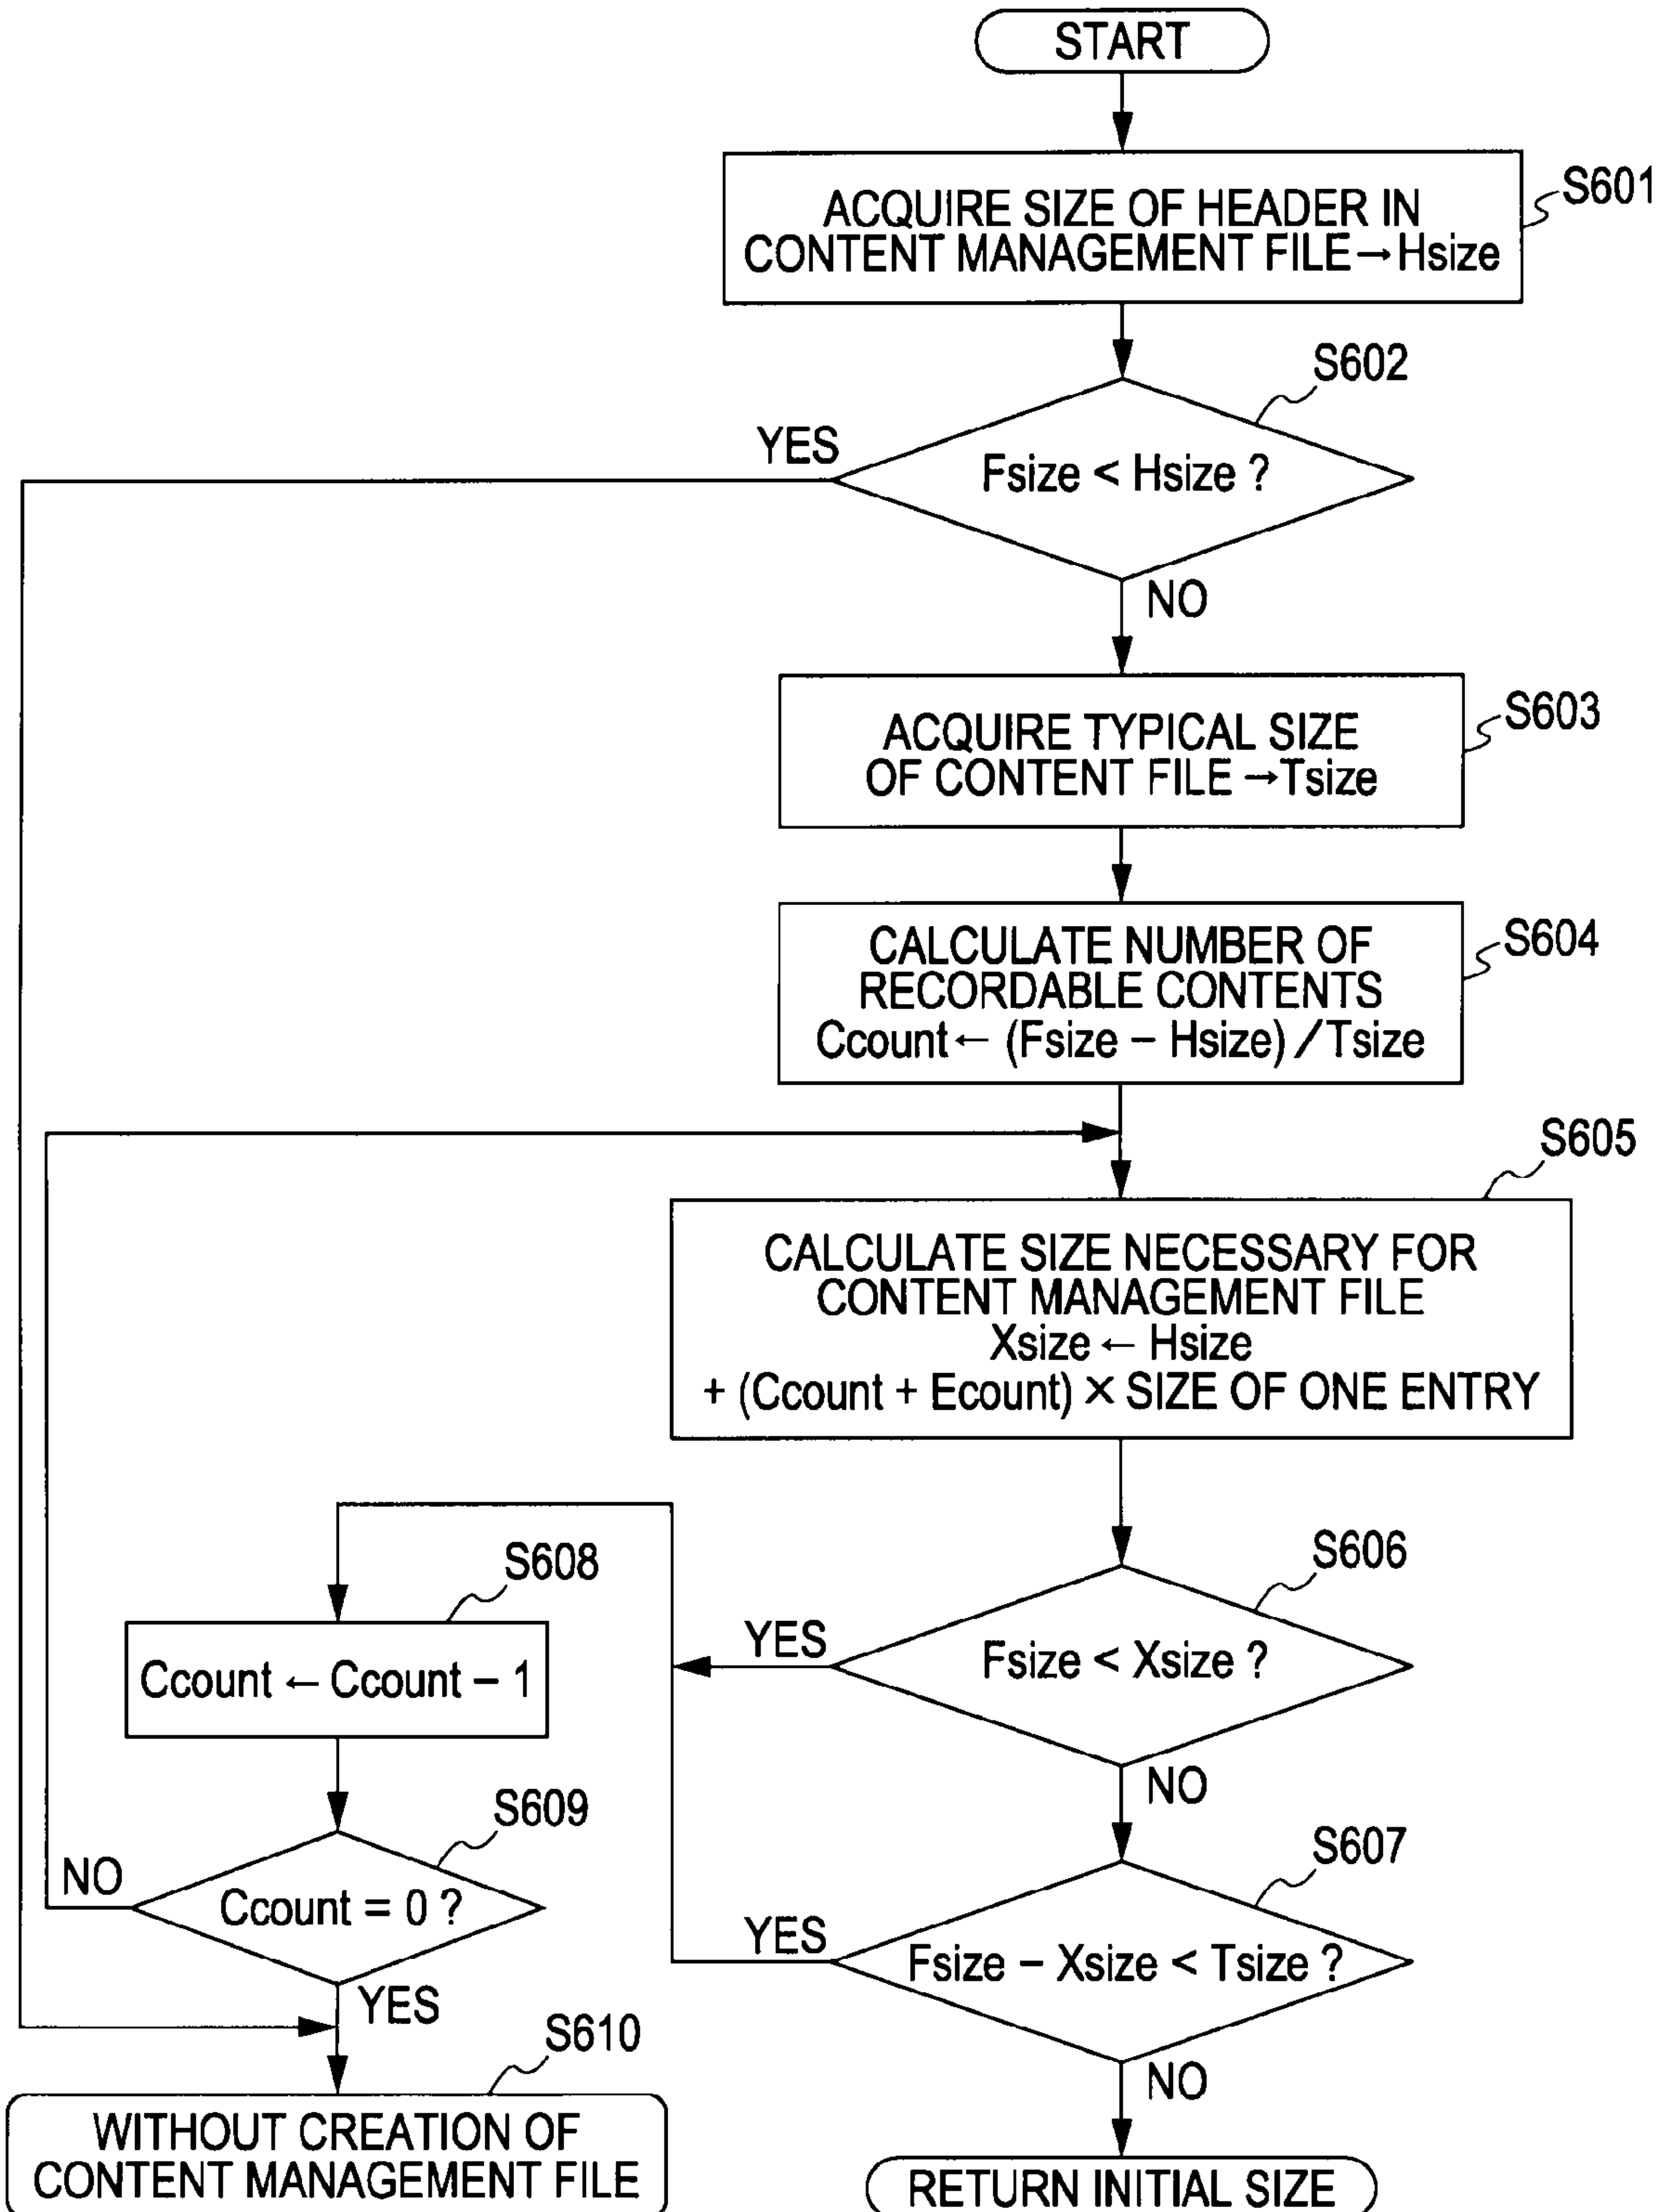 START
ACQUIRE SIZE OF HEADER IN
CONTENT MANAGEMENT FILE→Hsize
S601
S602
YES
Fsize < Hsize ?
NO
ACQUIRE TYPICAL SIZE
OF CONTENT FILE →Tsize
S603
CALCULATE NUMBER OF
RECORDABLE CONTENTS
Ccount← (Fsize − Hsize) /Tsize
S604
S605
CALCULATE SIZE NECESSARY FOR
CONTENT MANAGEMENT FILE
Xsize ← Hsize
+ (Ccount + Ecount) × SIZE OF ONE ENTRY
S606
YES
Fsize < Xsize ?
NO
S607
YES
Fsize − Xsize < Tsize ?
NO
RETURN INITIAL SIZE
S608
Ccount ← Ccount − 1
S609
NO
Ccount = 0 ?
YES
S610
WITHOUT CREATION OF
CONTENT MANAGEMENT FILE